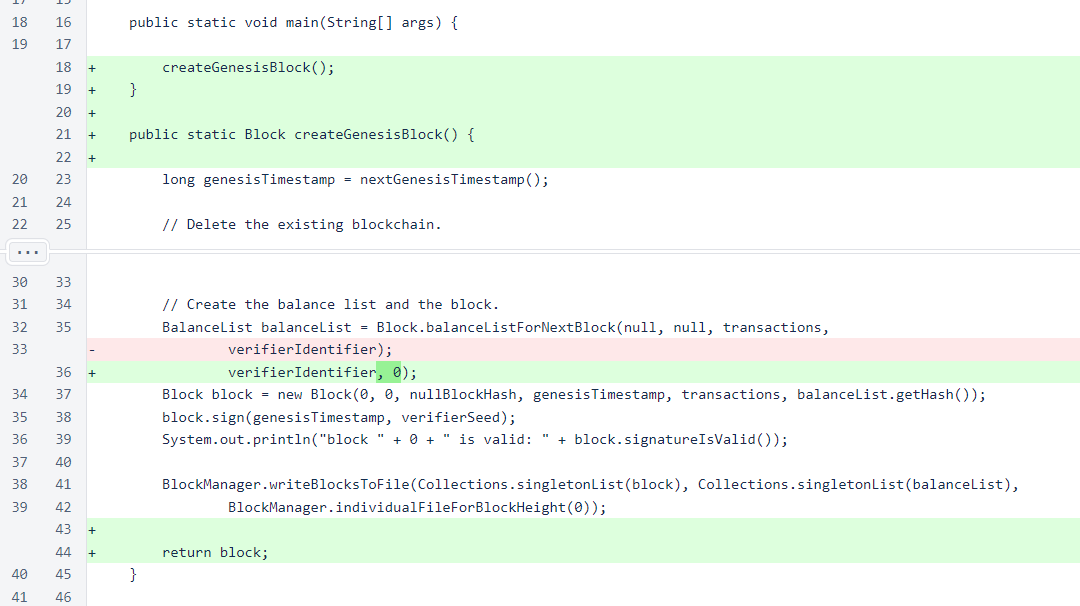 17 15
18 16 public static void main(String[] args) {
19 17
18 + createGenesisBlock();
19 + }
20 +
21 + public static Block createGenesisBlock() {
22 +
20 23 long genesisTimestamp = nextGenesisTimestamp();
21 24
22 25 // Delete the existing blockchain.
...
30 33
31 34 // Create the balance list and the block.
32 35 BalanceList balanceList = Block.balanceListForNextBlock(null, null, transactions,
33 - verifierIdentifier);
36 + verifierIdentifier, 0);
34 37 Block block = new Block(0, 0, nullBlockHash, genesisTimestamp, transactions, balanceList.getHash());
35 38 block.sign(genesisTimestamp, verifierSeed);
36 39 System.out.println("block " + 0 + " is valid: " + block.signatureIsValid());
37 40
38 41 BlockManager.writeBlocksToFile(Collections.singletonList(block), Collections.singletonList(balanceList),
39 42 BlockManager.individualFileForBlockHeight(0));
43 +
44 + return block;
40 45 }
41 46